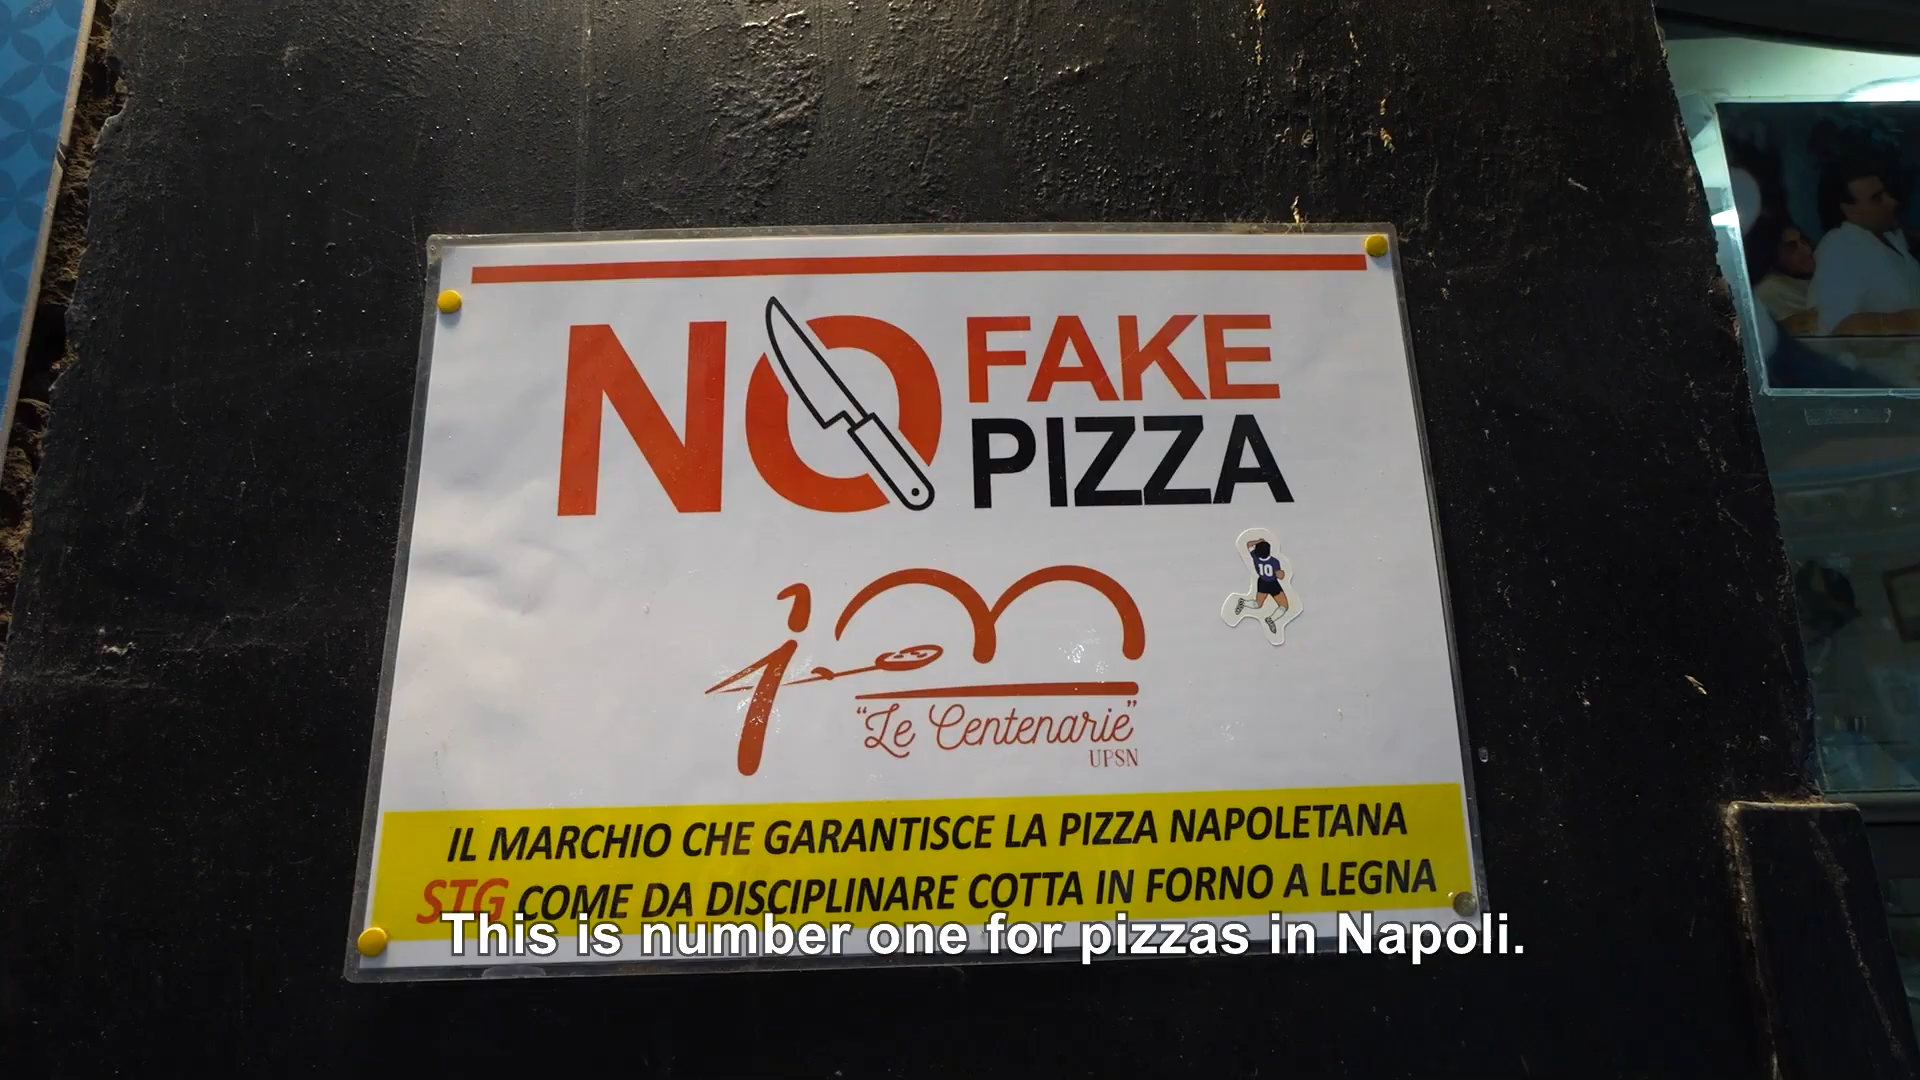 NO FAKE
PIZZA
10
"Le Centenarie"
UPSN
IL MARCHIO CHE GARANTISCE LA PIZZA NAPOLETANA
STG COME DA DISCIPLINARE COTTA IN FORNO A LEGNA
This is number one for pizzas in Napoli.